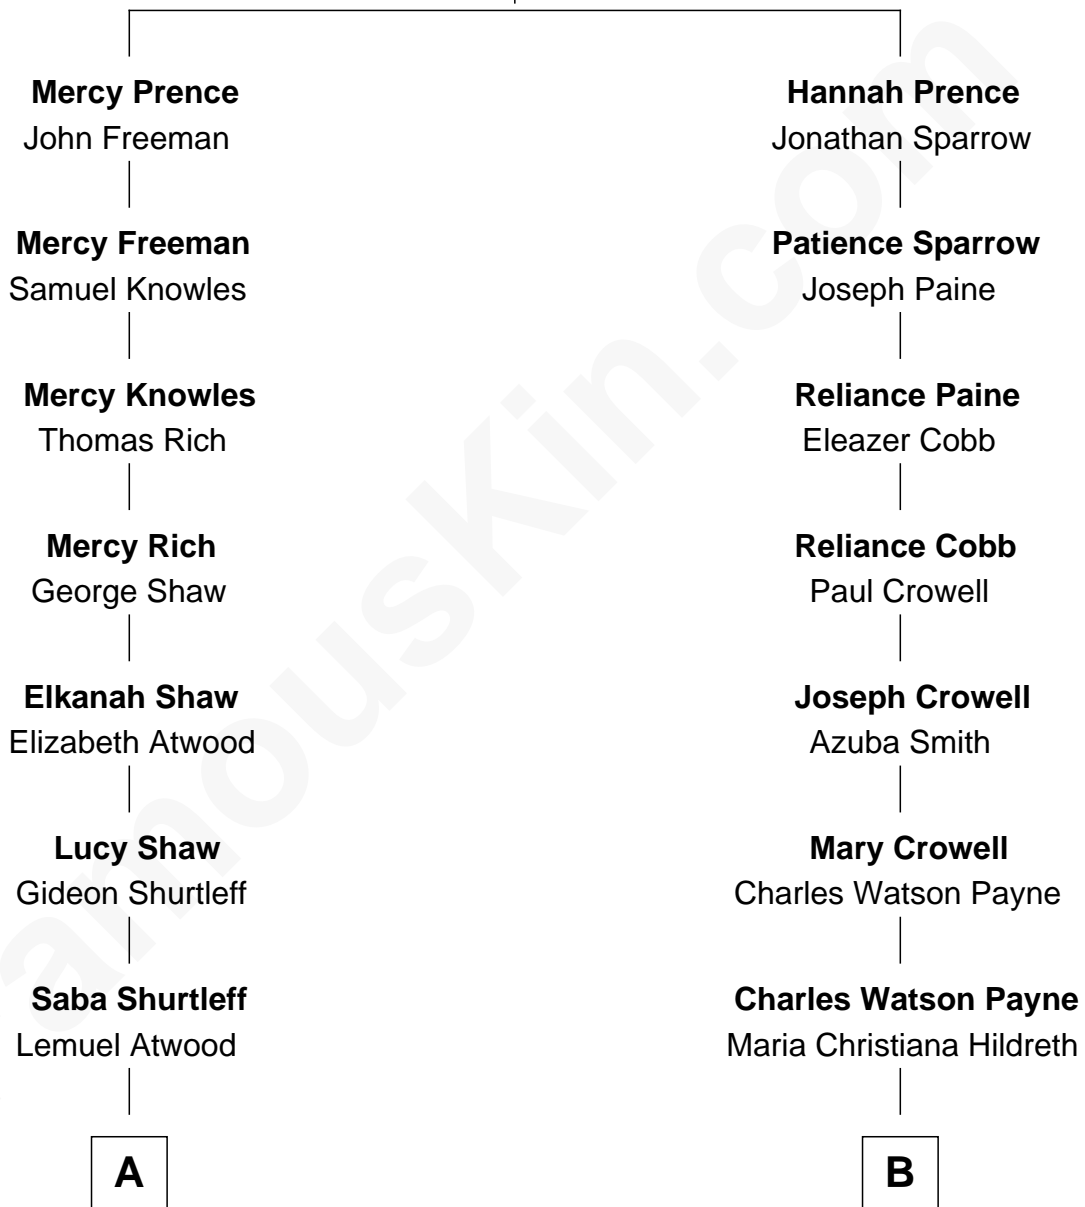 Mercy Prence
John Freeman
Hannah Prence
Jonathan Sparrow
Mercy Freeman
Samuel Knowles
Patience Sparrow
Joseph Paine
Mercy Knowles
Thomas Rich
Reliance Paine
Eleazer Cobb
Mercy Rich
George Shaw
Reliance Cobb
Paul Crowell
Elkanah Shaw
Elizabeth Atwood
Joseph Crowell
Azuba Smith
Lucy Shaw
Gideon Shurtleff
Mary Crowell
Charles Watson Payne
Saba Shurtleff
Lemuel Atwood
Charles Watson Payne
Maria Christiana Hildreth
A
B
amouskin.com